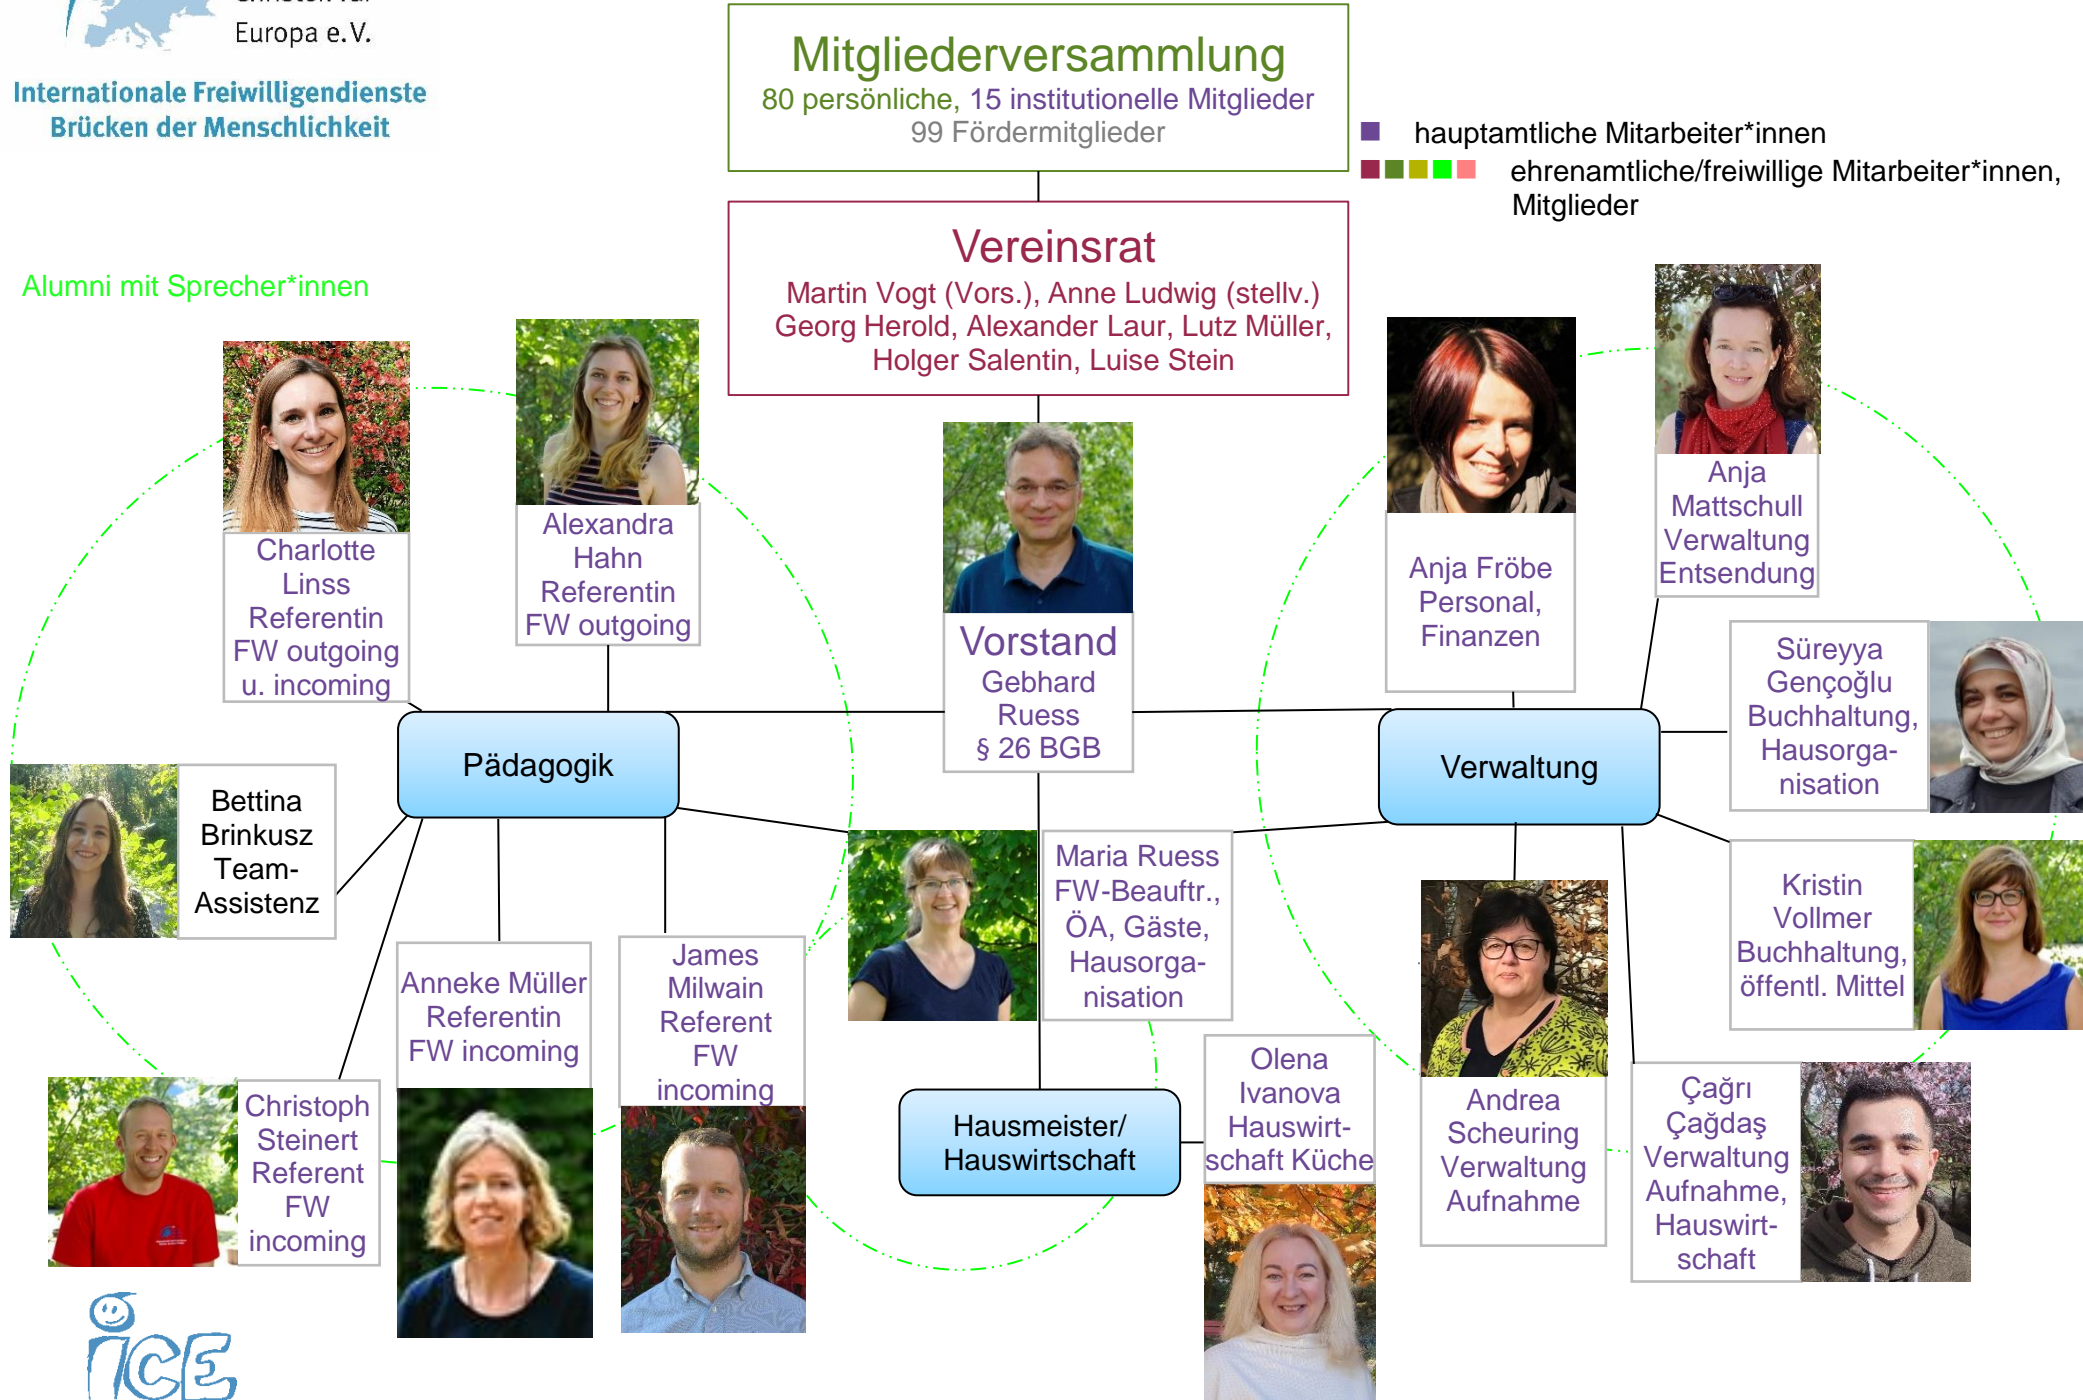 Europa e.V.
Internationale Freiwilligendienste
Brücken der Menschlichkeit
Mitgliederversammlung
80 persönliche, 15 institutionelle Mitglieder
99 Fördermitglieder
hauptamtliche Mitarbeiter*innen
ehrenamtliche/freiwillige Mitarbeiter*innen,
Mitglieder
Vereinsrat
Martin Vogt (Vors.), Anne Ludwig (stellv.)
Georg Herold, Alexander Laur, Lutz Müller,
Holger Salentin, Luise Stein
Alumni mit Sprecher*innen
Charlotte
Linss
Referentin
FW outgoing
u. incoming
Alexandra
Hahn
Referentin
FW outgoing
Vorstand
Gebhard
Ruess
§ 26 BGB
Anja Fröbe
Personal,
Finanzen
Anja
Mattschull
Verwaltung
Entsendung
Süreyya
Gençoğlu
Buchhaltung,
Hausorga-
nisation
Pädagogik
Verwaltung
Bettina
Brinkusz
Team-
Assistenz
Maria Ruess
FW-Beauftr.,
ÖA, Gäste,
Hausorga-
nisation
Kristin
Vollmer
Buchhaltung,
öffentl. Mittel
Anneke Müller
Referentin
FW incoming
James
Milwain
Referent
FW
incoming
Christoph
Steinert
Referent
FW
incoming
Hausmeister/
Hauswirtschaft
Olena
Ivanova
Hauswirt-
schaft Küche
Andrea
Scheuring
Verwaltung
Aufnahme
Çağrı
Çağdaş
Verwaltung
Aufnahme,
Hauswirt-
schaft
ICE